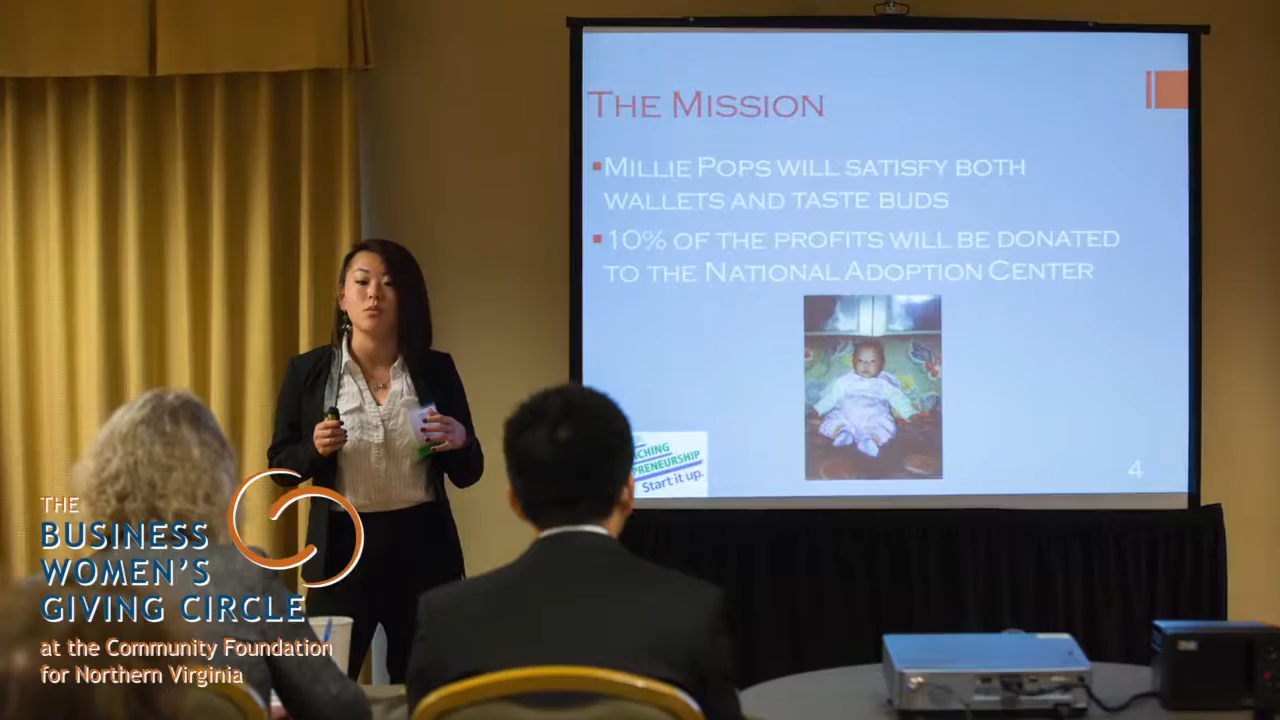 THE MISSION
MILLIE POPS WILL SATISFY BOTH
WALLETS AND TASTE BUDS
10% OF THE PROFITS WILL BE DONATED
TO THE NATIONAL ADOPTION CENTER
CHING
PRENEURSHIP
Start it up.
4
THE
BUSINESS
WOMEN'S
GIVING CIRCLE
at the Community Foundation
for Northern Virginia